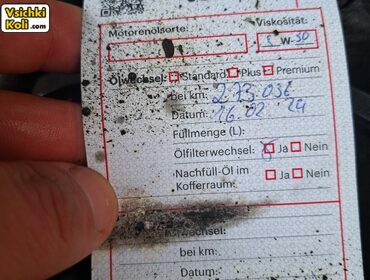 Vsichki
Koli.com
Motorenölsorte: Viskosität:
5 W-30
Ölwechsel: Standard Plus Premium
bei km: 273.036
Datum: 16.02 24
Füllmenge (L):
Ölfilterwechsel: Ja Nein
Nachfüll-Öl im
Kofferraum: Ja Nein
bei km:
Datum: